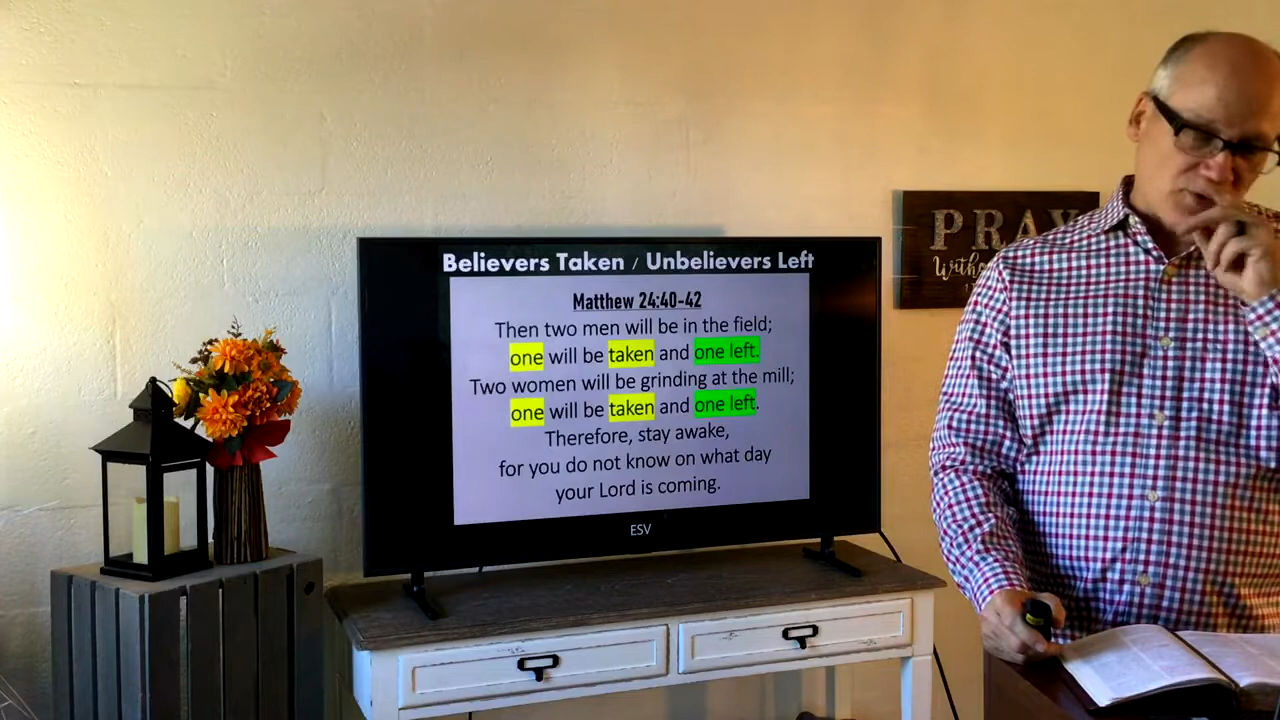 Believers Taken / Unbelievers Left
Matthew 24:40-42
Then two men will be in the field;
one will be taken and one left.
Two women will be grinding at the mill;
one will be taken and one left.
Therefore, stay awake,
for you do not know on what day
your Lord is coming.
ESV
PRAY